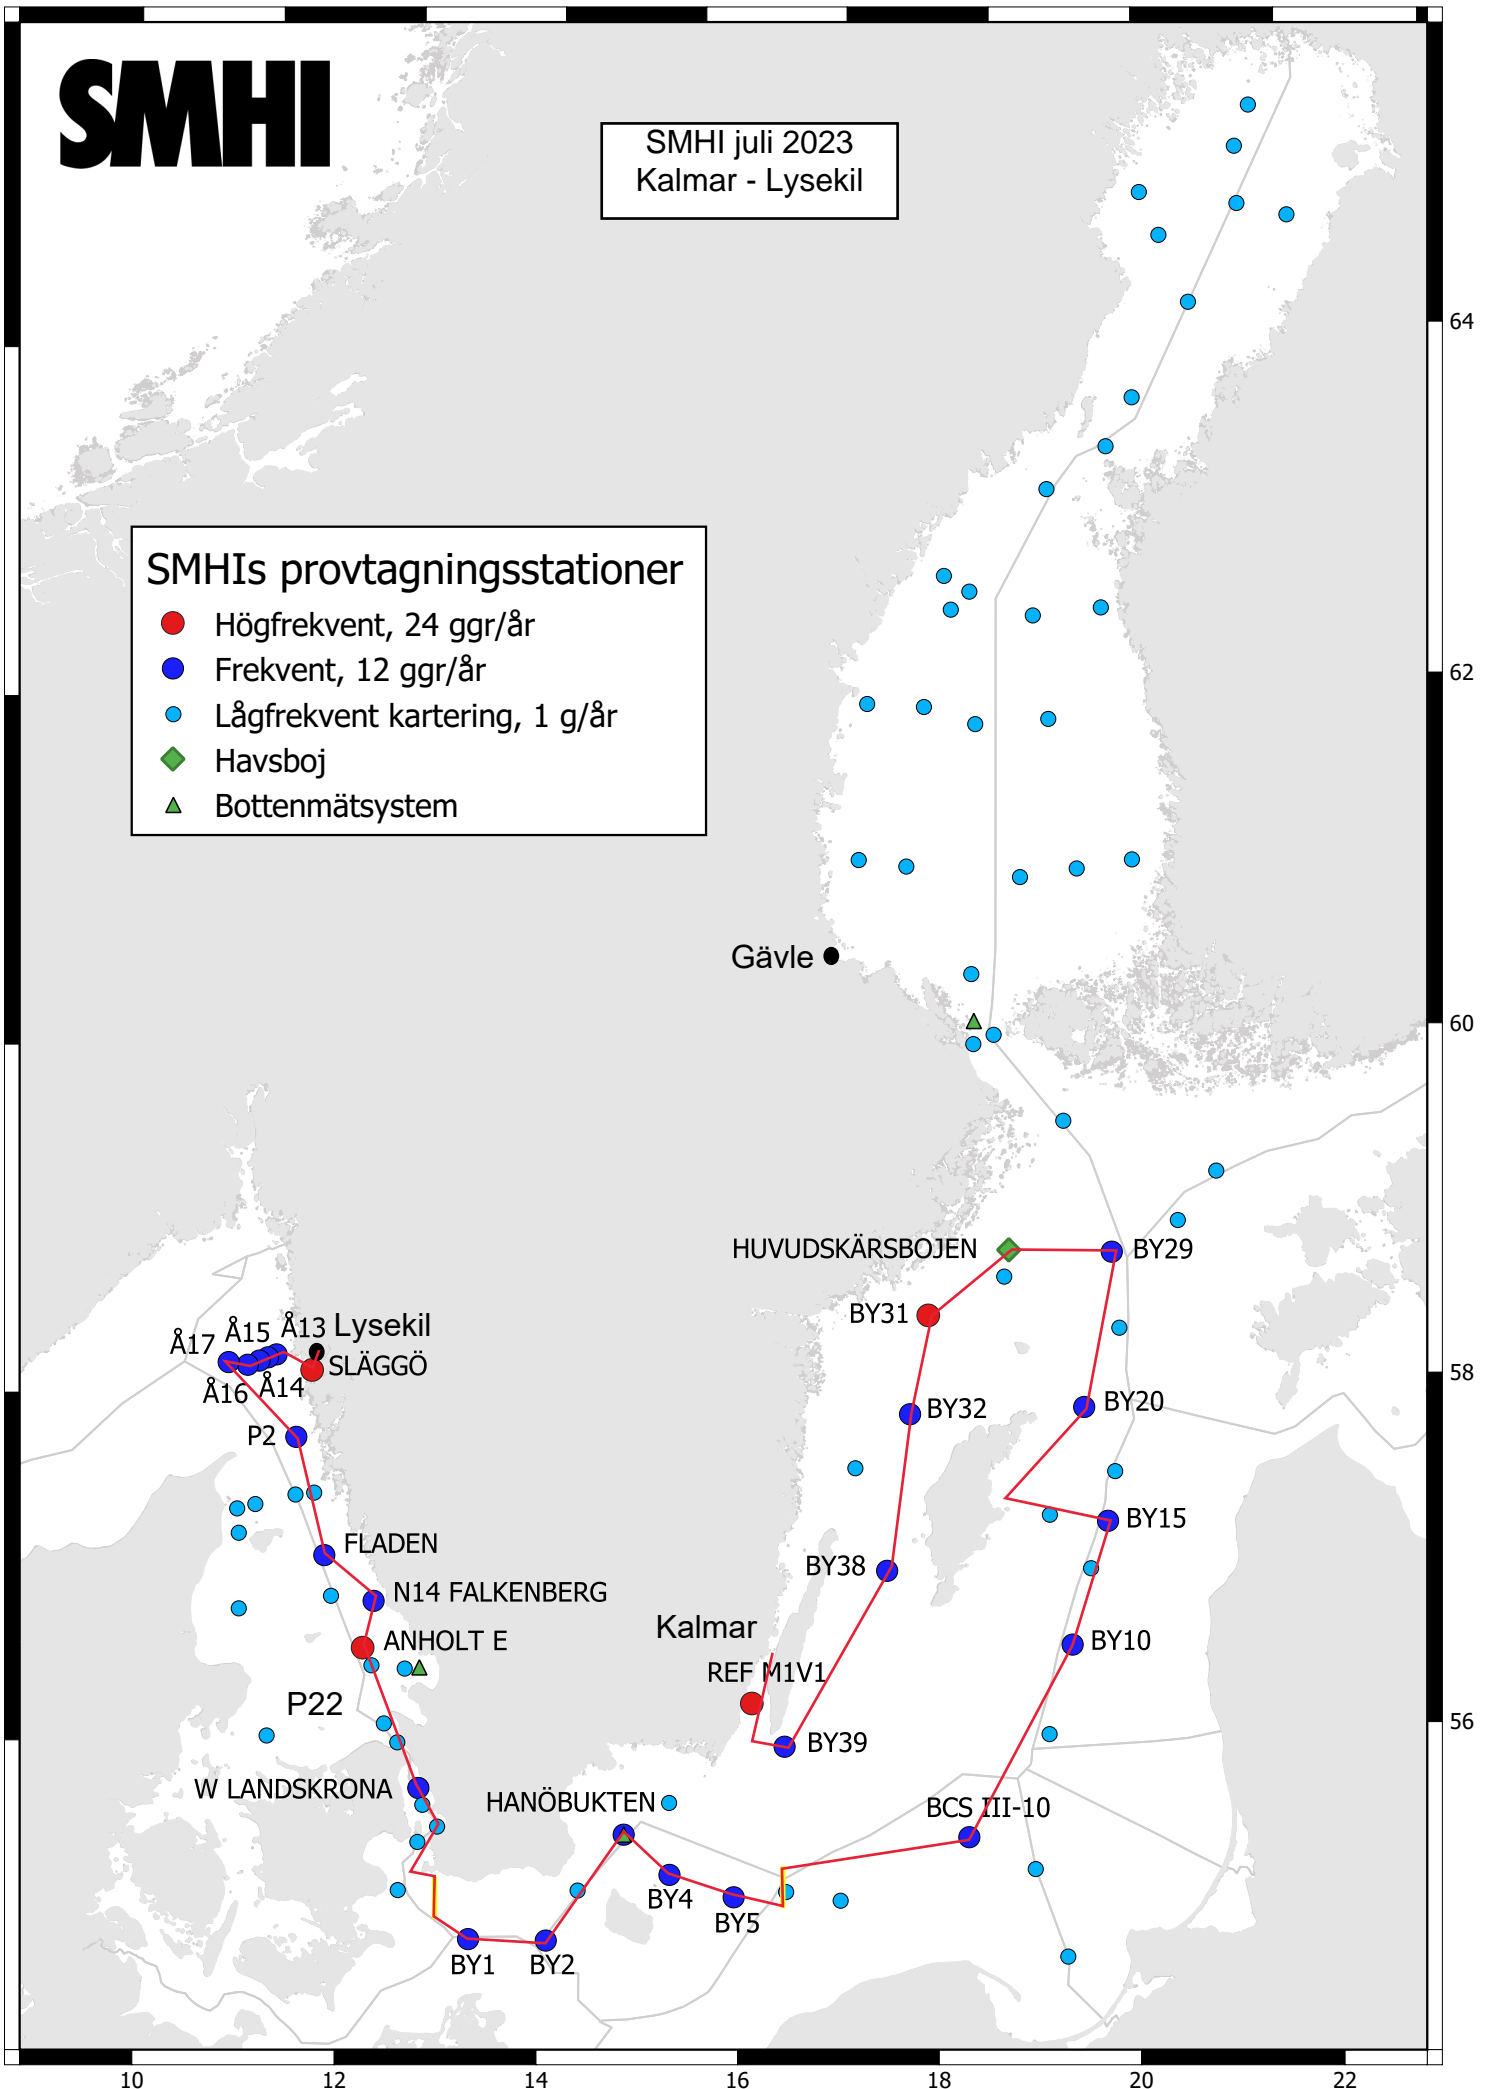 SMHI
SMHI juli 2023
Kalmar - Lysekil
64
SMHIs provtagningsstationer
Högfrekvent, 24 ggr/år
Frekvent, 12 ggr/år
Lågfrekvent kartering, 1 g/år
Havsboj
Bottenmätsystem
62
Gävle
60
HUVUDSKÄRSBOJEN
BY29
BY31
Å17
Å15
Å13
Lysekil
SLÄGGÖ
Å16
Å14
58
P2
BY32
BY20
BY15
FLADEN
BY38
N14 FALKENBERG
Kalmar
ANHOLT E
BY10
REF M1V1
P22
56
BY39
W LANDSKRONA
HANÖBUKTEN
BCS III-10
BY4
BY5
BY1
BY2
10
12
14
16
18
20
22